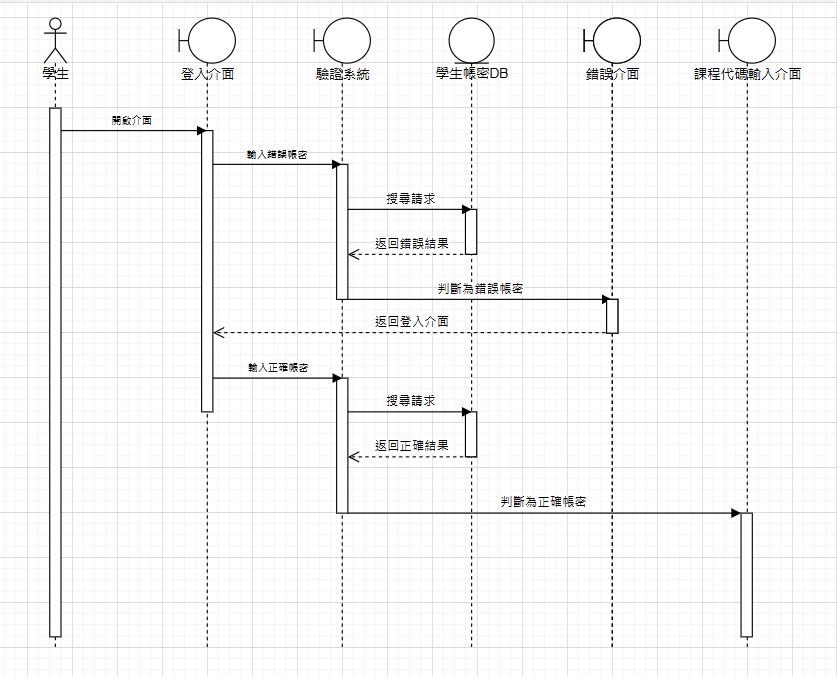 學生
登入介面
驗證系統
學生帳密DB
錯誤介面
課程代碼輸入介面
開啟介面
輸入錯誤帳密
搜尋請求
返回錯誤結果
判斷為錯誤帳密
返回登入介面
輸入正確帳密
搜尋請求
返回正確結果
判斷為正確帳密